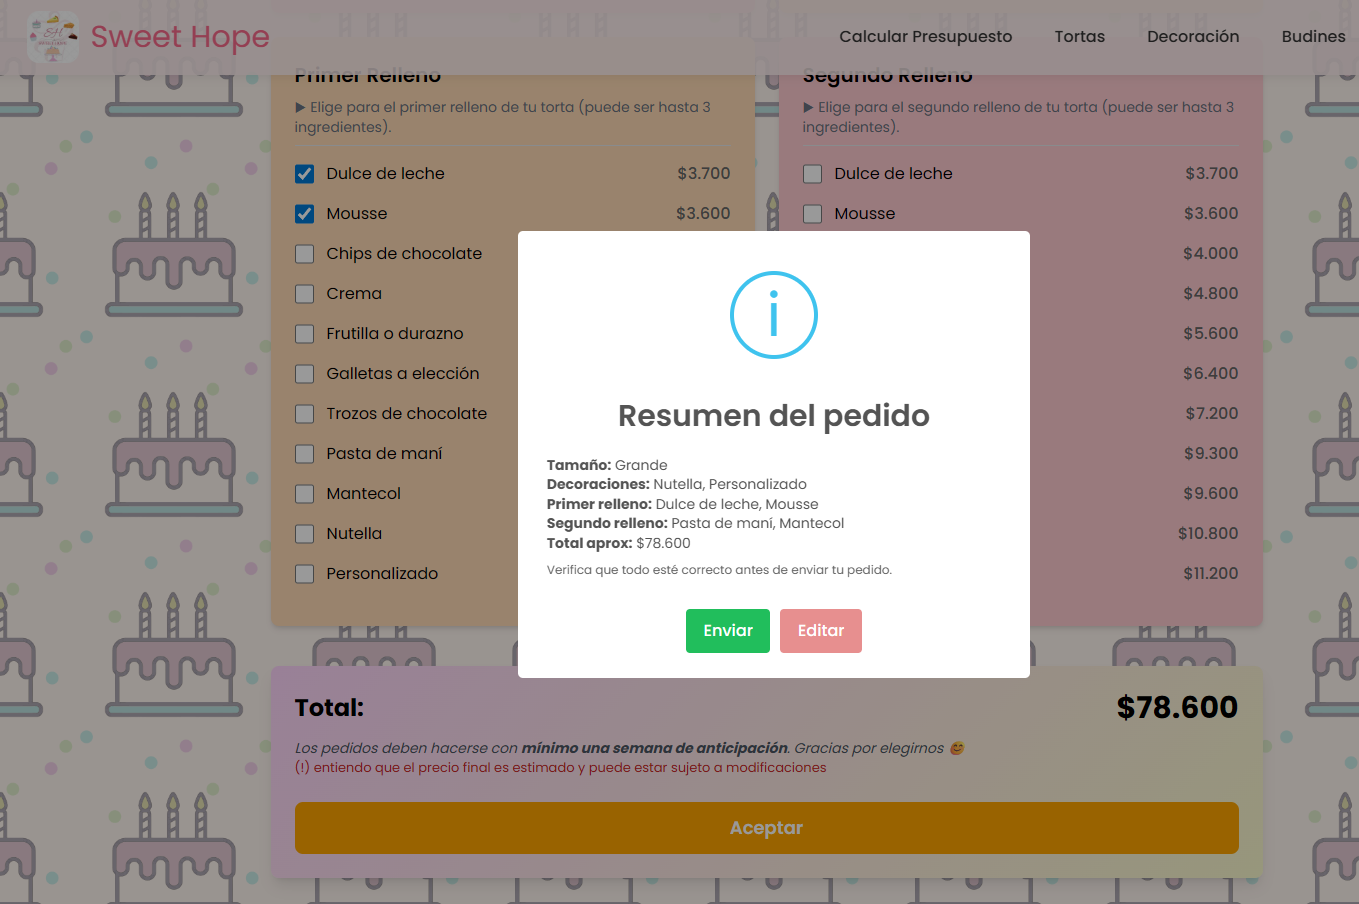 Sweet Hope
Calcular Presupuesto
Tortas
Decoración
Budines
Primer Relleno
▶ Elige para el primer relleno de tu torta (puede ser hasta 3
ingredientes).
Dulce de leche $3.700
Mousse $3.600
Chips de chocolate
Crema
Frutilla o durazno
Galletas a elección
Trozos de chocolate
Pasta de maní
Mantecol
Nutella
Personalizado
Segundo Relleno
▶ Elige para el segundo relleno de tu torta (puede ser hasta 3
ingredientes).
Dulce de leche $3.700
Mousse $3.600
$4.000
$4.800
$5.600
$6.400
$7.200
$9.300
$9.600
$10.800
$11.200
i
Resumen del pedido
Tamaño: Grande
Decoraciones: Nutella, Personalizado
Primer relleno: Dulce de leche, Mousse
Segundo relleno: Pasta de maní, Mantecol
Total aprox: $78.600
Verifica que todo esté correcto antes de enviar tu pedido.
Enviar
Editar
Total: $78.600
Los pedidos deben hacerse con mínimo una semana de anticipación. Gracias por elegirnos 😊
(!) entiendo que el precio final es estimado y puede estar sujeto a modificaciones
Aceptar